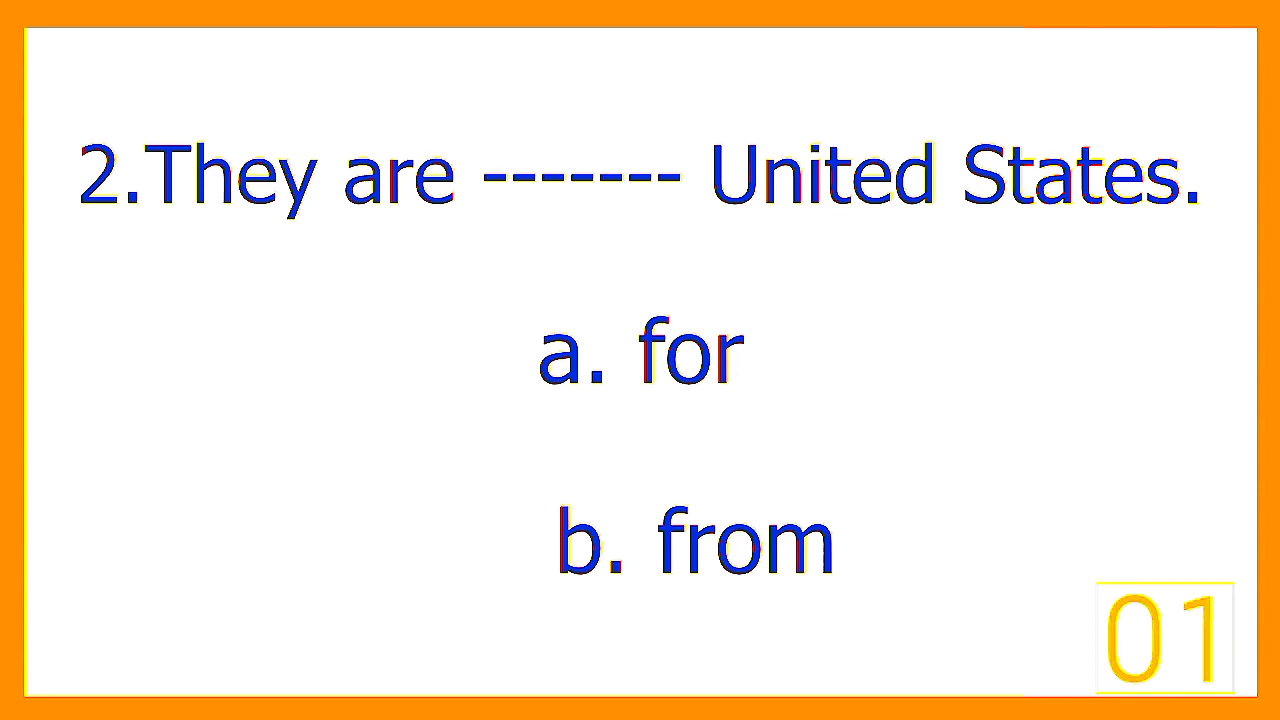 2.They are ------- United States.
a. for
b. from
01